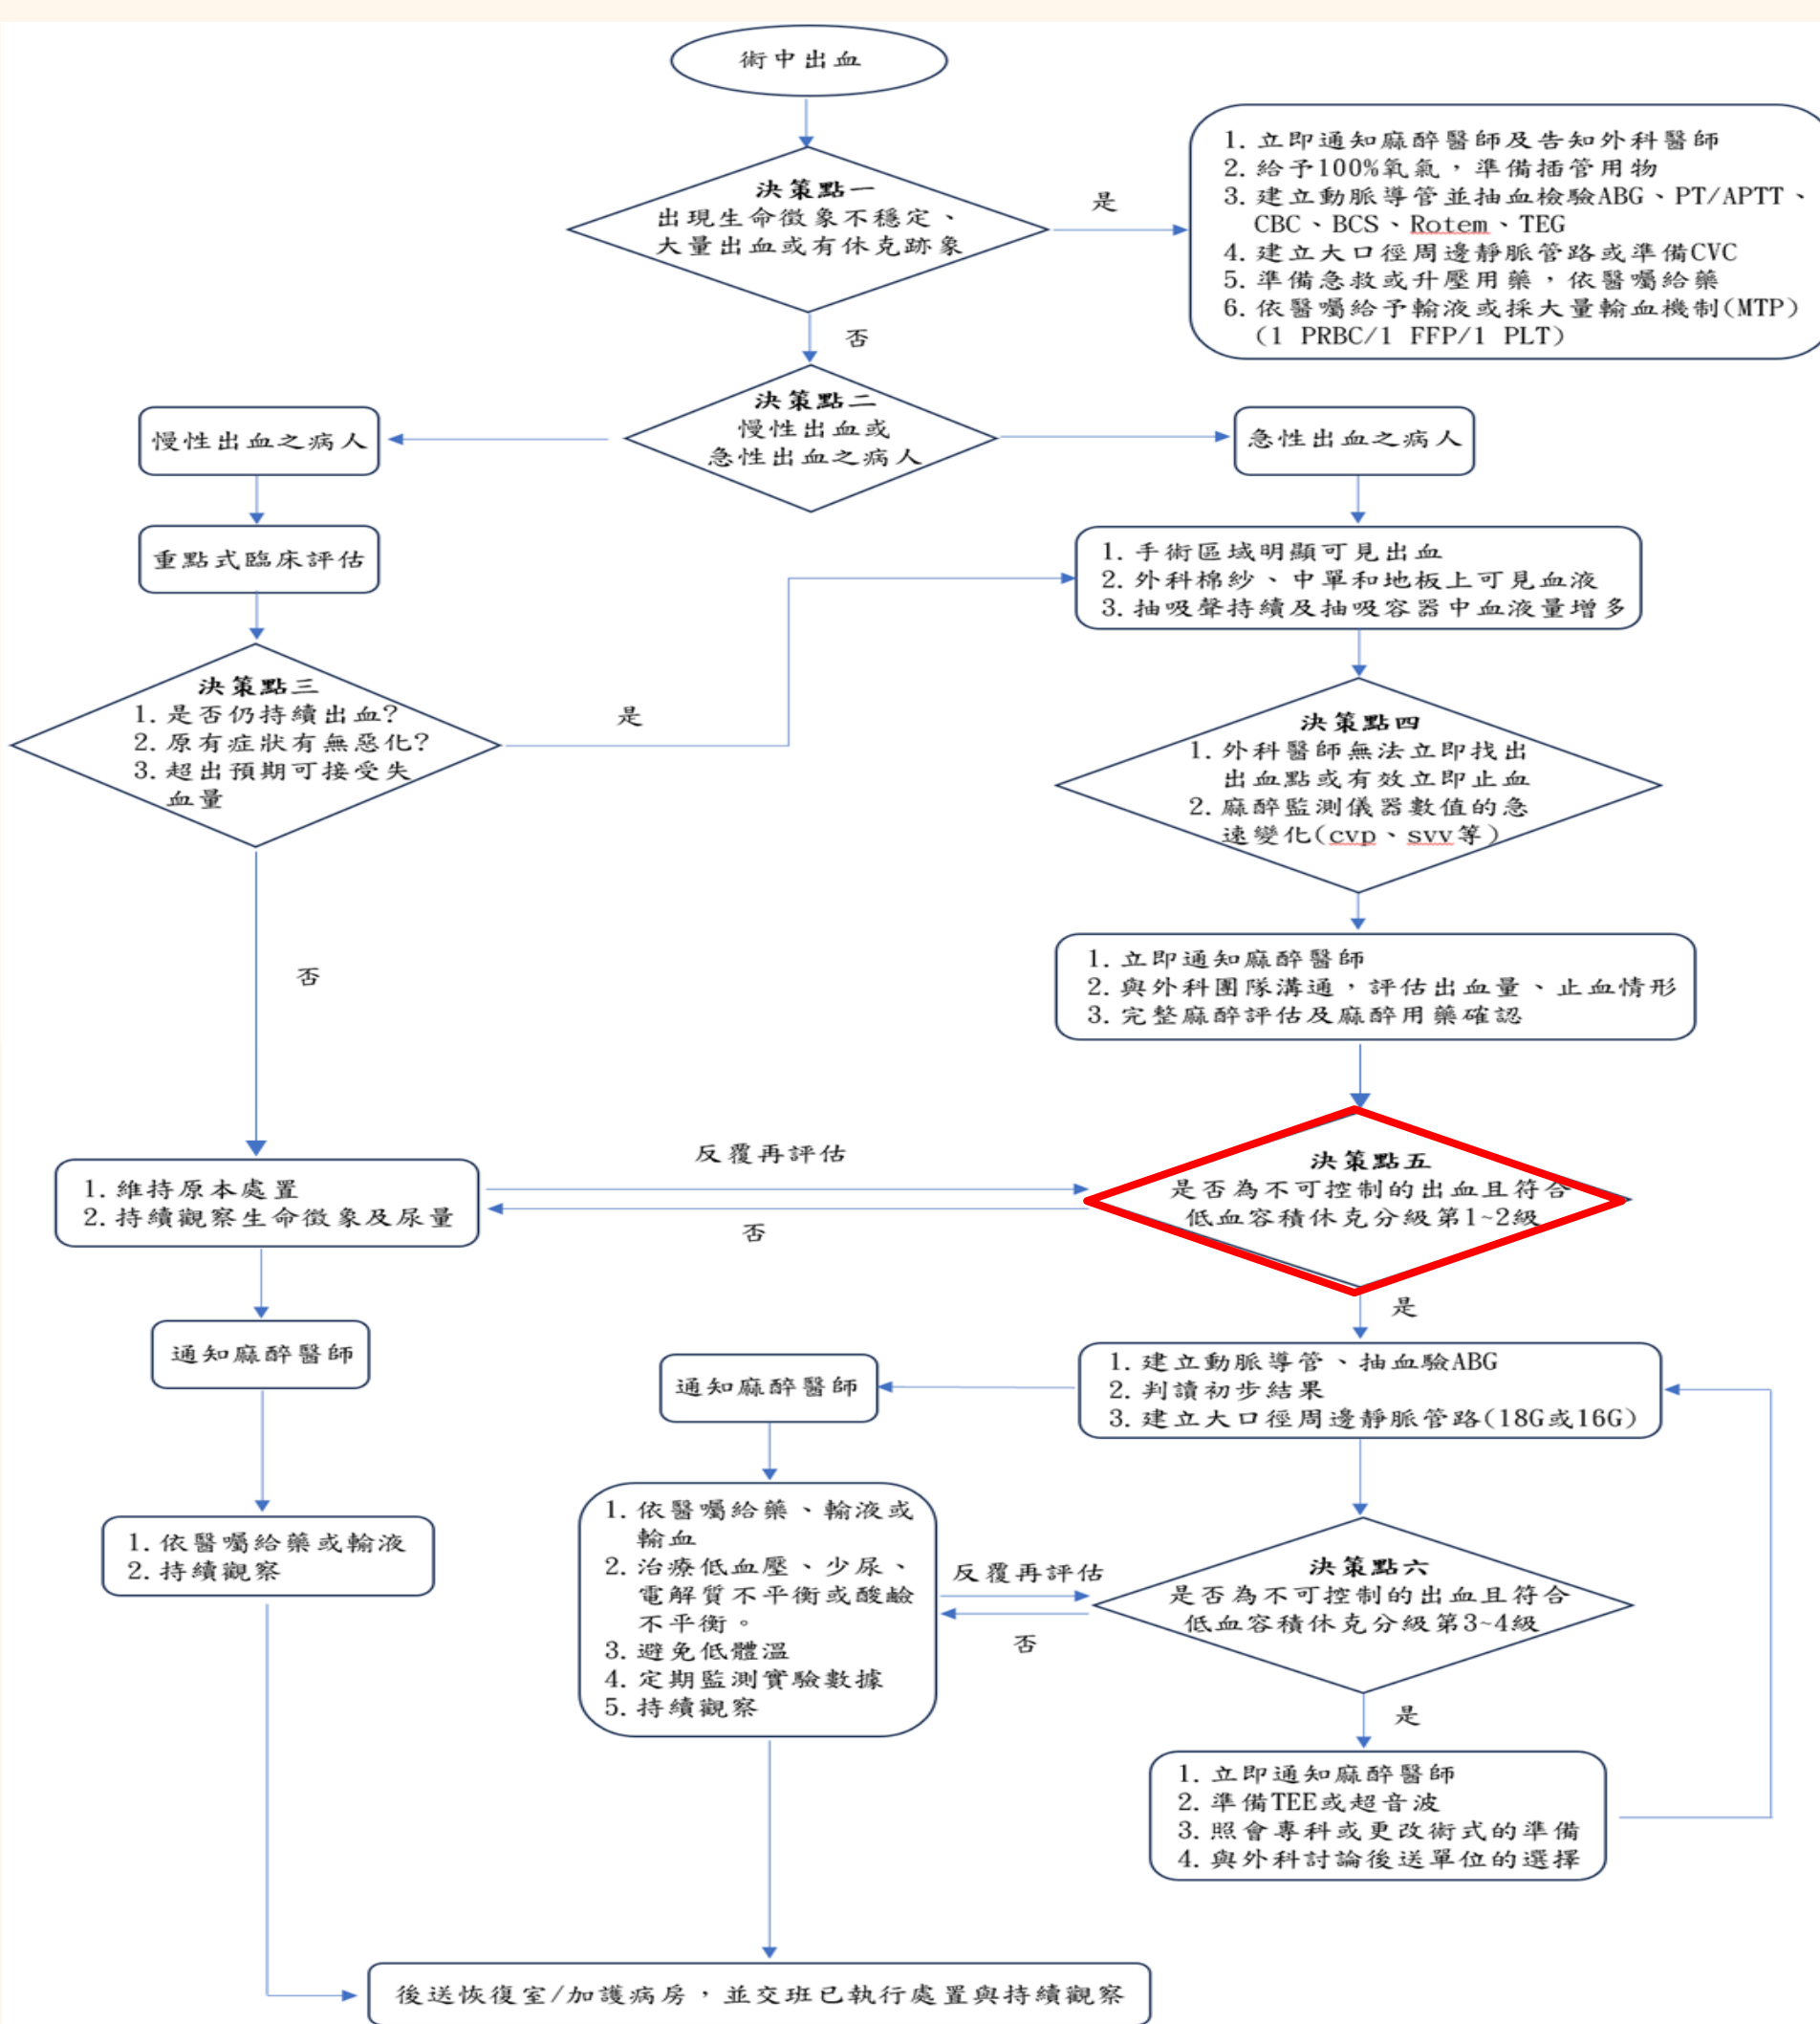 術中出血
決策點一
出現生命徵象不穩定、
大量出血或有休克跡象
是
1. 立即通知麻醉醫師及告知外科醫師
2. 給予100%氧氣，準備插管用物
3. 建立動脈導管並抽血檢驗ABG、PT/APTT、
CBC、BCS、Rotem、TEG
4. 建立大口徑周邊靜脈管路或準備CVC
5. 準備急救或升壓用藥，依醫囑給藥
6. 依醫囑給予輸液或採大量輸血機制(MTP)
(1 PRBC/1 FFP/1 PLT)
否
決策點二
慢性出血或
急性出血之病人
慢性出血之病人
急性出血之病人
重點式臨床評估
1. 手術區域明顯可見出血
2. 外科棉紗、中單和地板上可見血液
3. 抽吸聲持續及抽吸容器中血液量增多
決策點三
1. 是否仍持續出血?
2. 原有症狀有無惡化?
3. 超出預期可接受失
血量
是
決策點四
1. 外科醫師無法立即找出
出血點或有效立即止血
2. 麻醉監測儀器數值的急
速變化(cvp、svv等)
否
1. 立即通知麻醉醫師
2. 與外科團隊溝通，評估出血量、止血情形
3. 完整麻醉評估及麻醉用藥確認
決策點五
是否為不可控制的出血且符合
低血容積休克分級第1~2級
反覆再評估
否
1. 維持原本處置
2. 持續觀察生命徵象及尿量
是
通知麻醉醫師
通知麻醉醫師
1. 建立動脈導管、抽血驗ABG
2. 判讀初步結果
3. 建立大口徑周邊靜脈管路(18G或16G)
1. 依醫囑給藥或輸液
2. 持續觀察
1. 依醫囑給藥、輸液或
輸血
2. 治療低血壓、少尿、
電解質不平衡或酸鹼
不平衡。
3. 避免低體溫
4. 定期監測實驗數據
5. 持續觀察
反覆再評估
否
決策點六
是否為不可控制的出血且符合
低血容積休克分級第3~4級
是
1. 立即通知麻醉醫師
2. 準備TEE或超音波
3. 照會專科或更改術式的準備
4. 與外科討論後送單位的選擇
後送恢復室/加護病房，並交班已執行處置與持續觀察